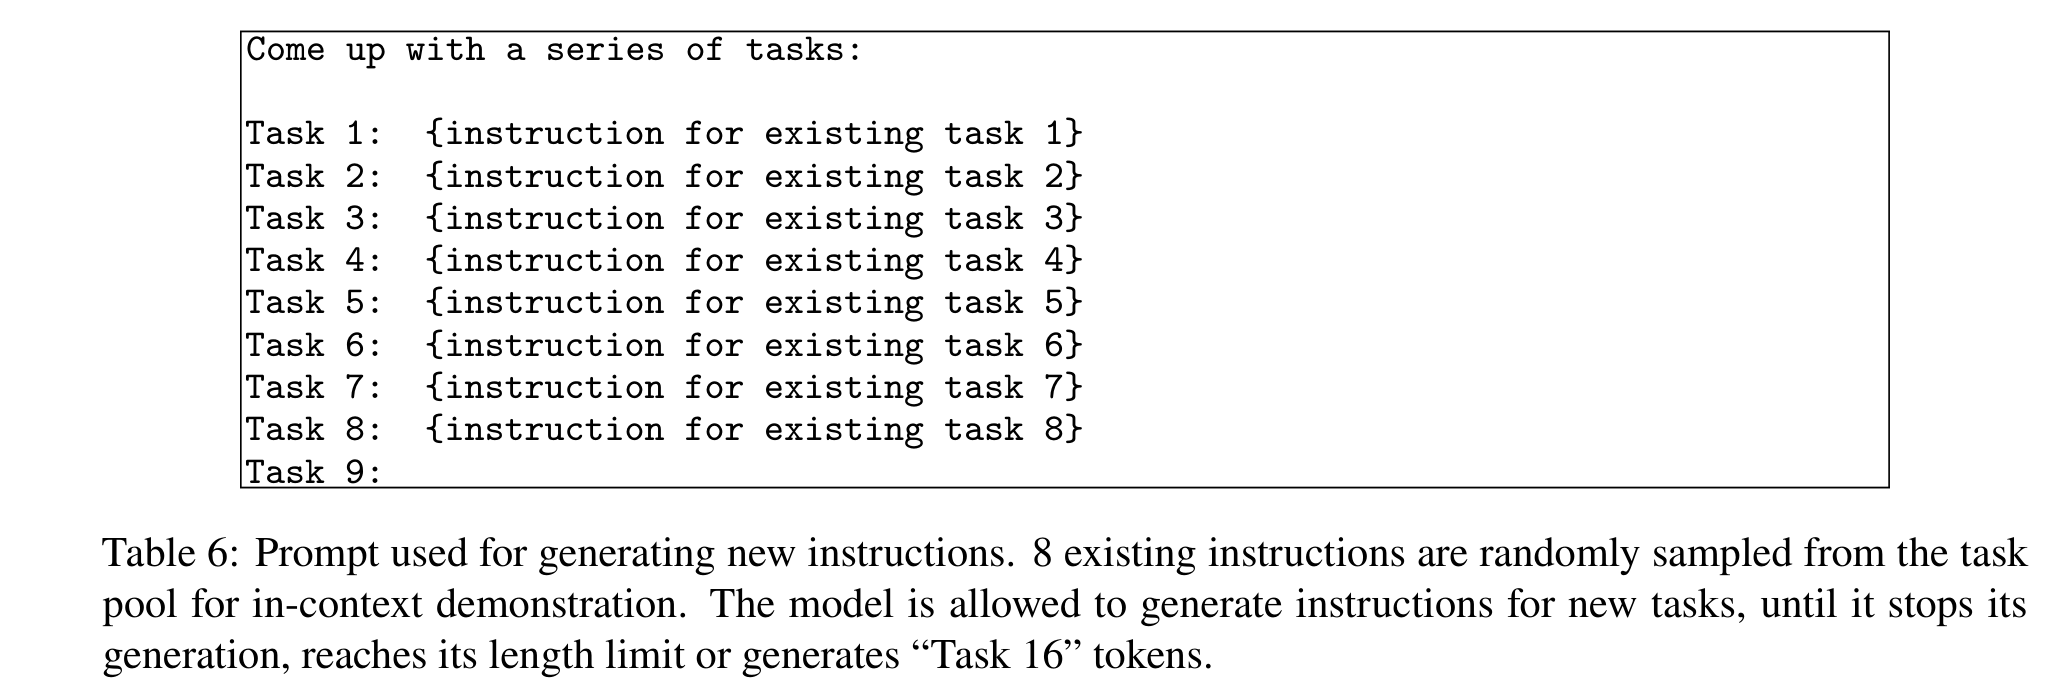 Come up with a series of tasks:
Task 1: {instruction for existing task 1}
Task 2: {instruction for existing task 2}
Task 3: {instruction for existing task 3}
Task 4: {instruction for existing task 4}
Task 5: {instruction for existing task 5}
Task 6: {instruction for existing task 6}
Task 7: {instruction for existing task 7}
Task 8: {instruction for existing task 8}
Task 9:
Table 6: Prompt used for generating new instructions. 8 existing instructions are randomly sampled from the task
pool for in-context demonstration. The model is allowed to generate instructions for new tasks, until it stops its
generation, reaches its length limit or generates “Task 16” tokens.